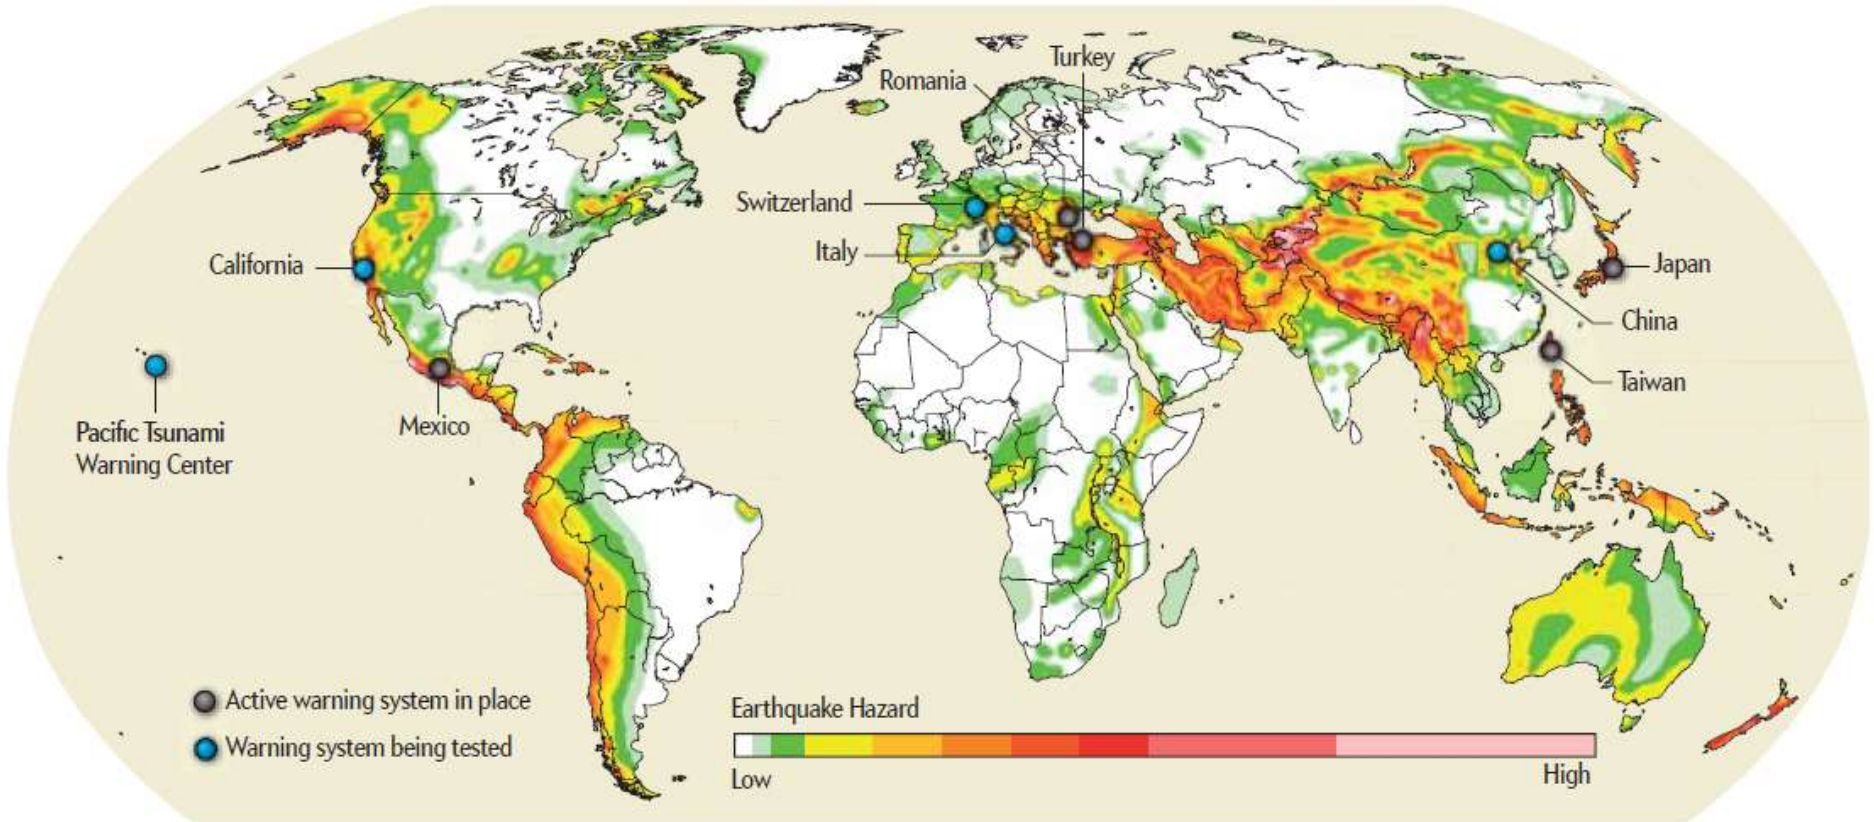 Turkey
Romania
Switzerland
Italy
California
Japan
China
Taiwan
Mexico
Pacific Tsunami
Warning Center
Active warning system in place
Warning system being tested
Earthquake Hazard
Low
High